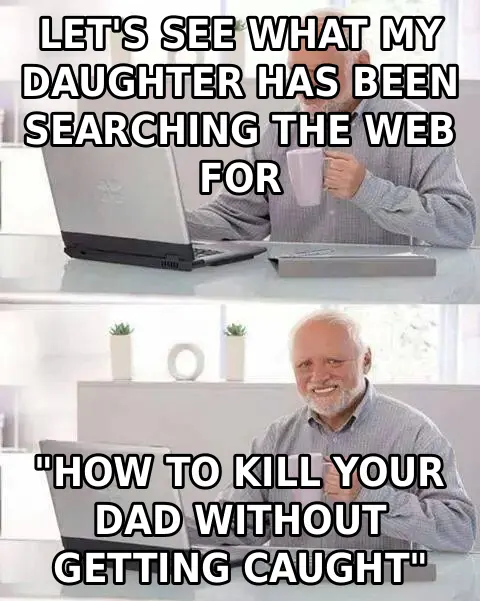 LET'S SEE WHAT MY
DAUGHTER HAS BEEN
SEARCHING THE WEB
FOR
"HOW TO KILL YOUR
DAD WITHOUT
GETTING CAUGHT"